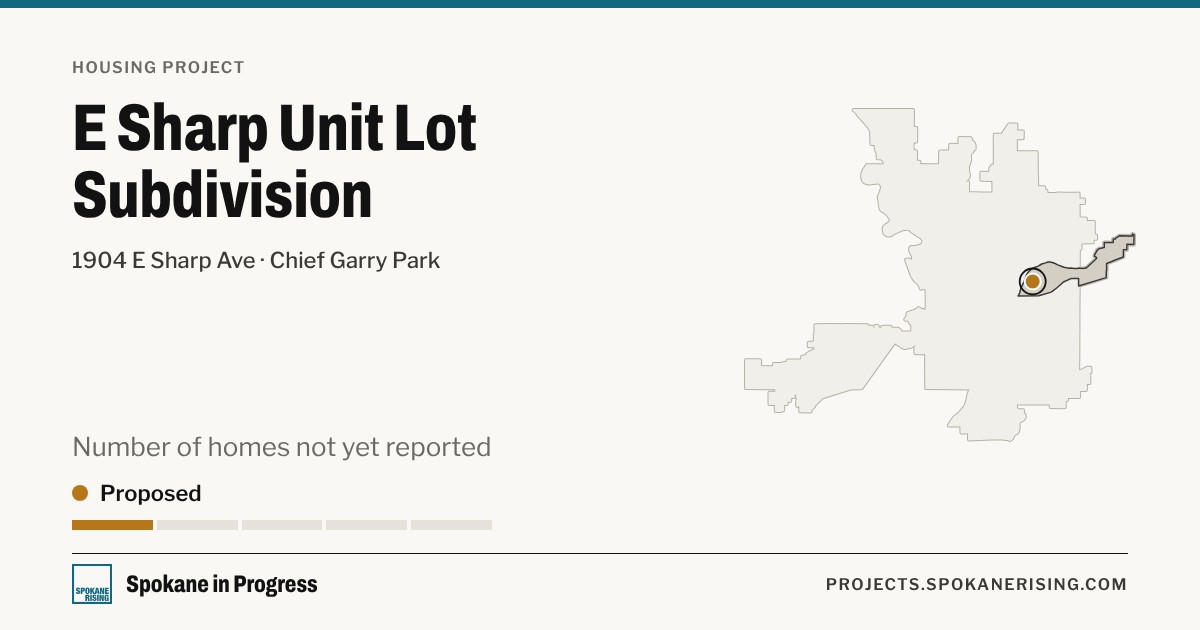 HOUSING PROJECT
E Sharp Unit Lot
Subdivision
1904 E Sharp Ave · Chief Garry Park
Number of homes not yet reported
Proposed
SPOKANE
RISING
Spokane in Progress
PROJECTS.SPOKANERISING.COM